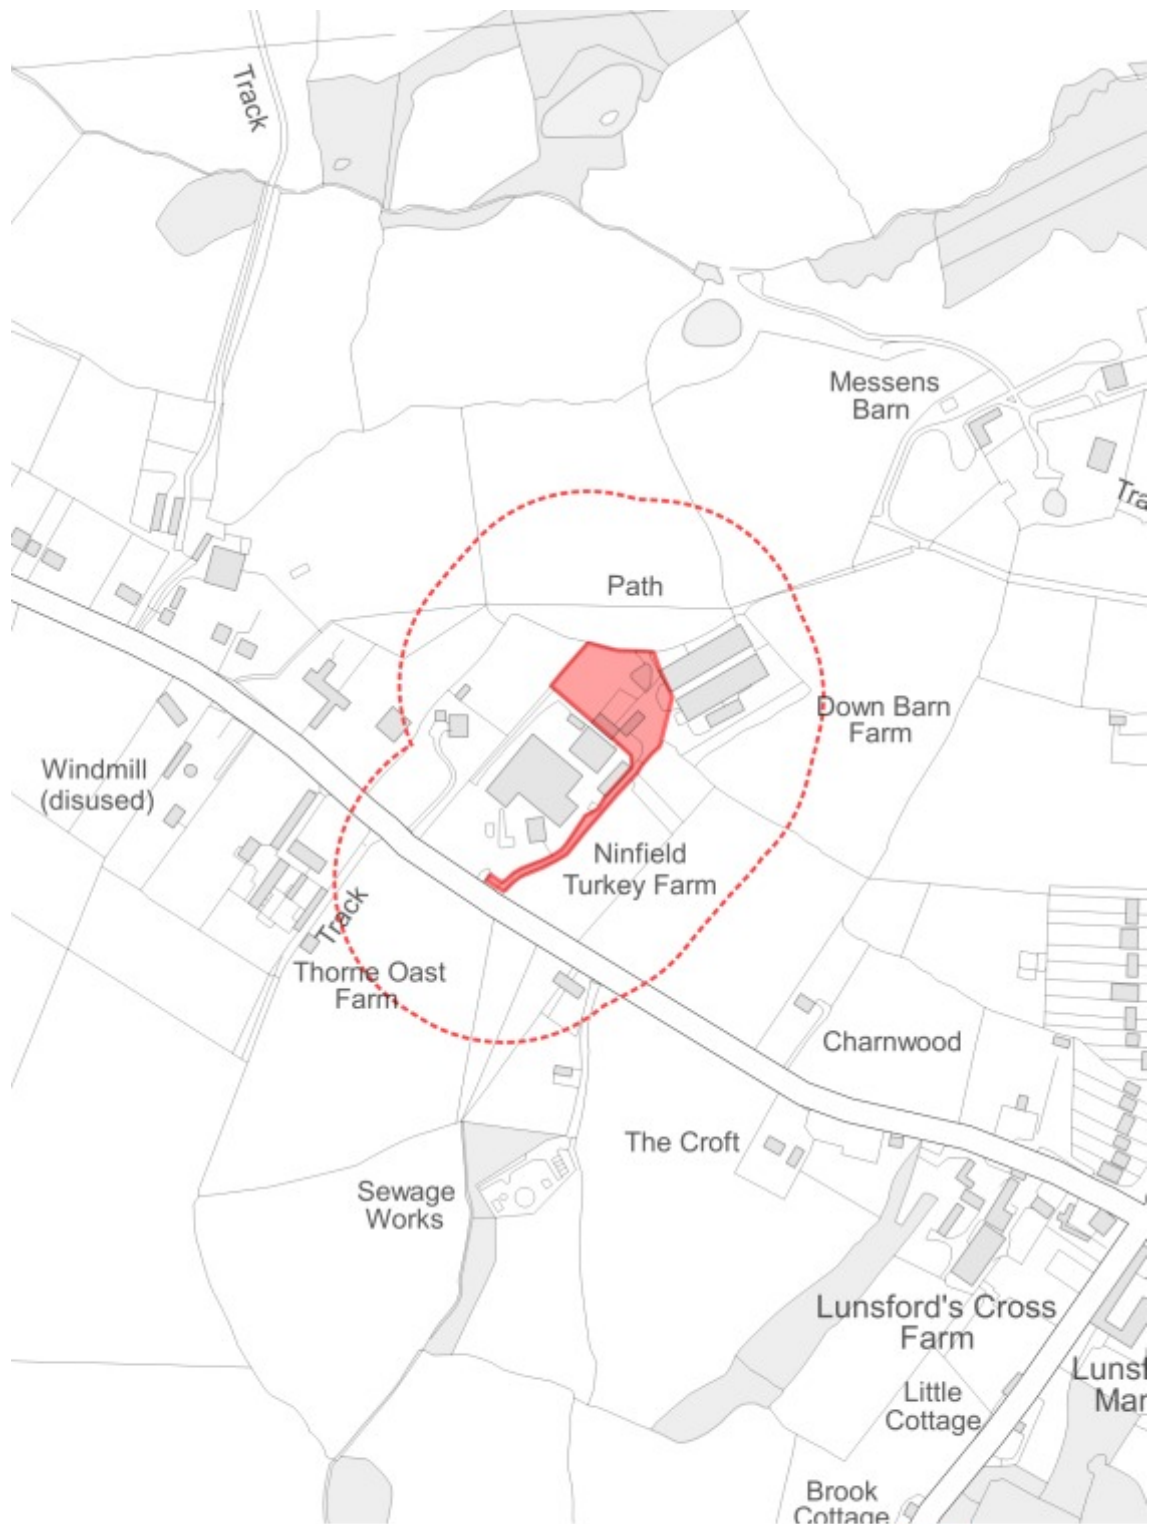 Track
Messens
Barn
Tra
Path
Down Barn
Farm
Windmill
(disused)
Ninfield
Turkey Farm
Track
Thorne Oast
Farm
Charnwood
The Croft
Sewage
Works
Lunsford's Cross
Farm
Lunsf
Mar
Little
Cottage
Brook
Cottage